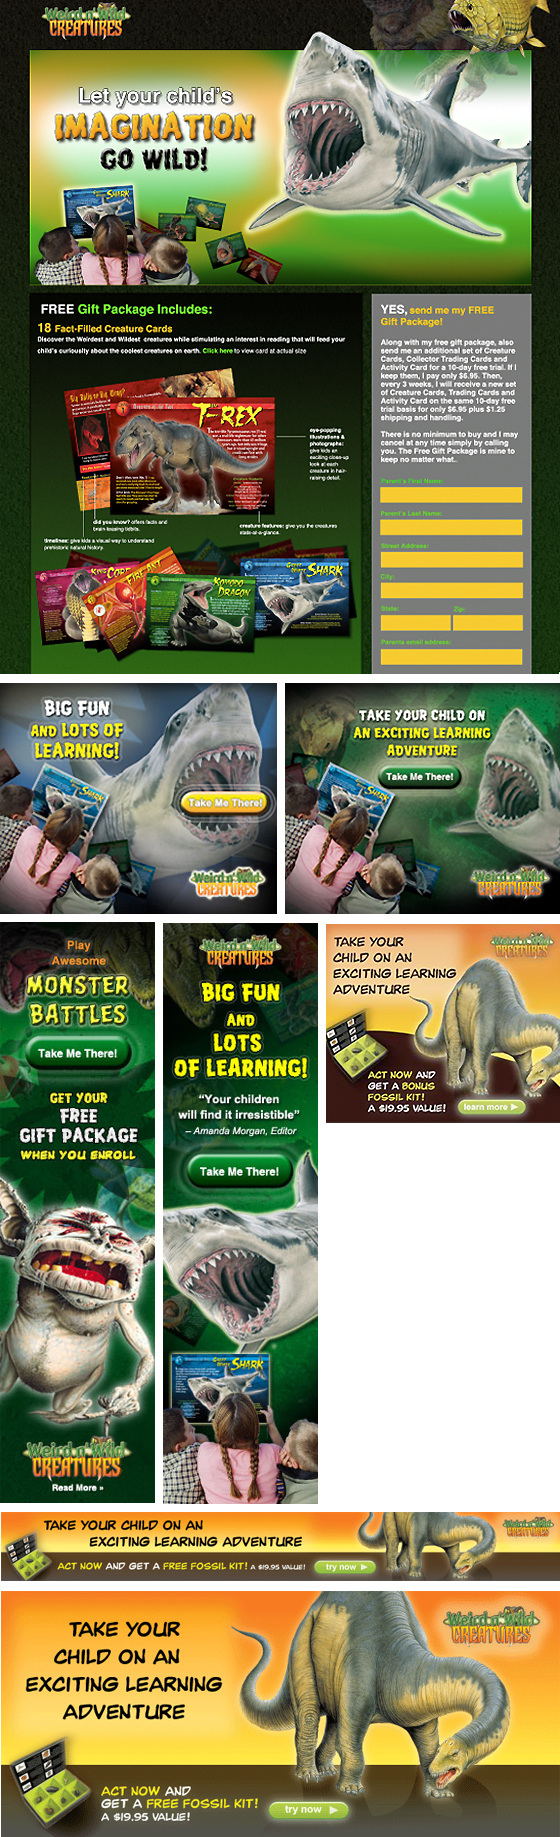 Weird n' Wild
CREATURES
Let your child's
IMAGINATION
GO WILD!
SHARK
FREE Gift Package Includes:
18 Fact-Filled Creature Cards
Discover the Weirdest and Wildest creatures while stimulating an interest in reading that will feed your
child's curiously about the coolest creatures on earth. Click here to view card at actual size
T-REX
eye-popping
illustrations &
photographs:
give kids an
exciting close-up
look at each
creature in
hair-raising
detail.
did you know? offers facts and
brain-teasing tidbits.
creature features: give you the creatures
stats-at-a-glance.
timelines: give kids a visual way to understand
prehistoric natural history.
KING COBRA
FIRE ANT
KOMODO
DRAGON
GREAT WHITE
SHARK
YES, send me my FREE
Gift Package!
Along with my free gift package, also
send me an additional set of Creature
Cards, Collector Trading Cards and
Activity Card for a 10-day free trial. If I
keep them, I pay only $6.95. Then,
every 3 weeks, I will receive a new set
of Creature Cards, Trading Cards and
Activity Card on the same 10-day free
trial basis for only $6.95 plus $1.25
shipping and handling.
There is no minimum to buy and I may
cancel at any time simply by calling
you. The Free Gift Package is mine to
keep no matter what..
Parent's First Name:
Parent's Last Name:
Street Address:
City:
State: Zip:
Parents email address:
BIG FUN
AND LOTS OF
LEARNING!
SHARK
Take Me There!
Weird n' Wild
CREATURES
TAKE YOUR CHILD ON
AN EXCITING LEARNING
ADVENTURE
Take Me There!
SHARK
Weird n' Wild
CREATURES
Play
Awesome
MONSTER
BATTLES
Take Me There!
GET YOUR
FREE
GIFT PACKAGE
WHEN YOU ENROLL
Weird n' Wild
CREATURES
Read More »
Weird n' Wild
CREATURES
BIG FUN
AND
LOTS
OF LEARNING!
“Your children
will find it irresistible”
– Amanda Morgan, Editor
Take Me There!
SHARK
TAKE YOUR
CHILD ON AN
EXCITING LEARNING
ADVENTURE
Weird n' Wild
CREATURES
ACT NOW AND
GET A BONUS
FOSSIL KIT!
A $19.95 VALUE!
learn more
TAKE YOUR CHILD ON AN
EXCITING LEARNING ADVENTURE
ACT NOW AND GET A FREE FOSSIL KIT! A $19.95 VALUE!
try now
Weird n' Wild
CREATURES
TAKE YOUR
CHILD ON AN
EXCITING LEARNING
ADVENTURE
Weird n' Wild
CREATURES
ACT NOW AND
GET A FREE FOSSIL KIT!
A $19.95 VALUE!
try now